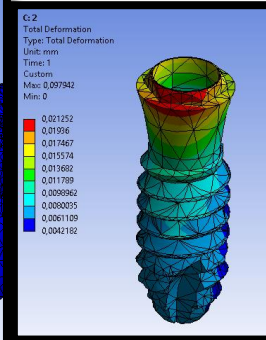 C: 2
Total Deformation
Type: Total Deformation
Unit: mm
Time: 1
Custom
Max: 0,097942
Min: 0
0,021252
0,01936
0,017467
0,015574
0,013682
0,011789
0,0098962
0,0080035
0,0061109
0,0042182